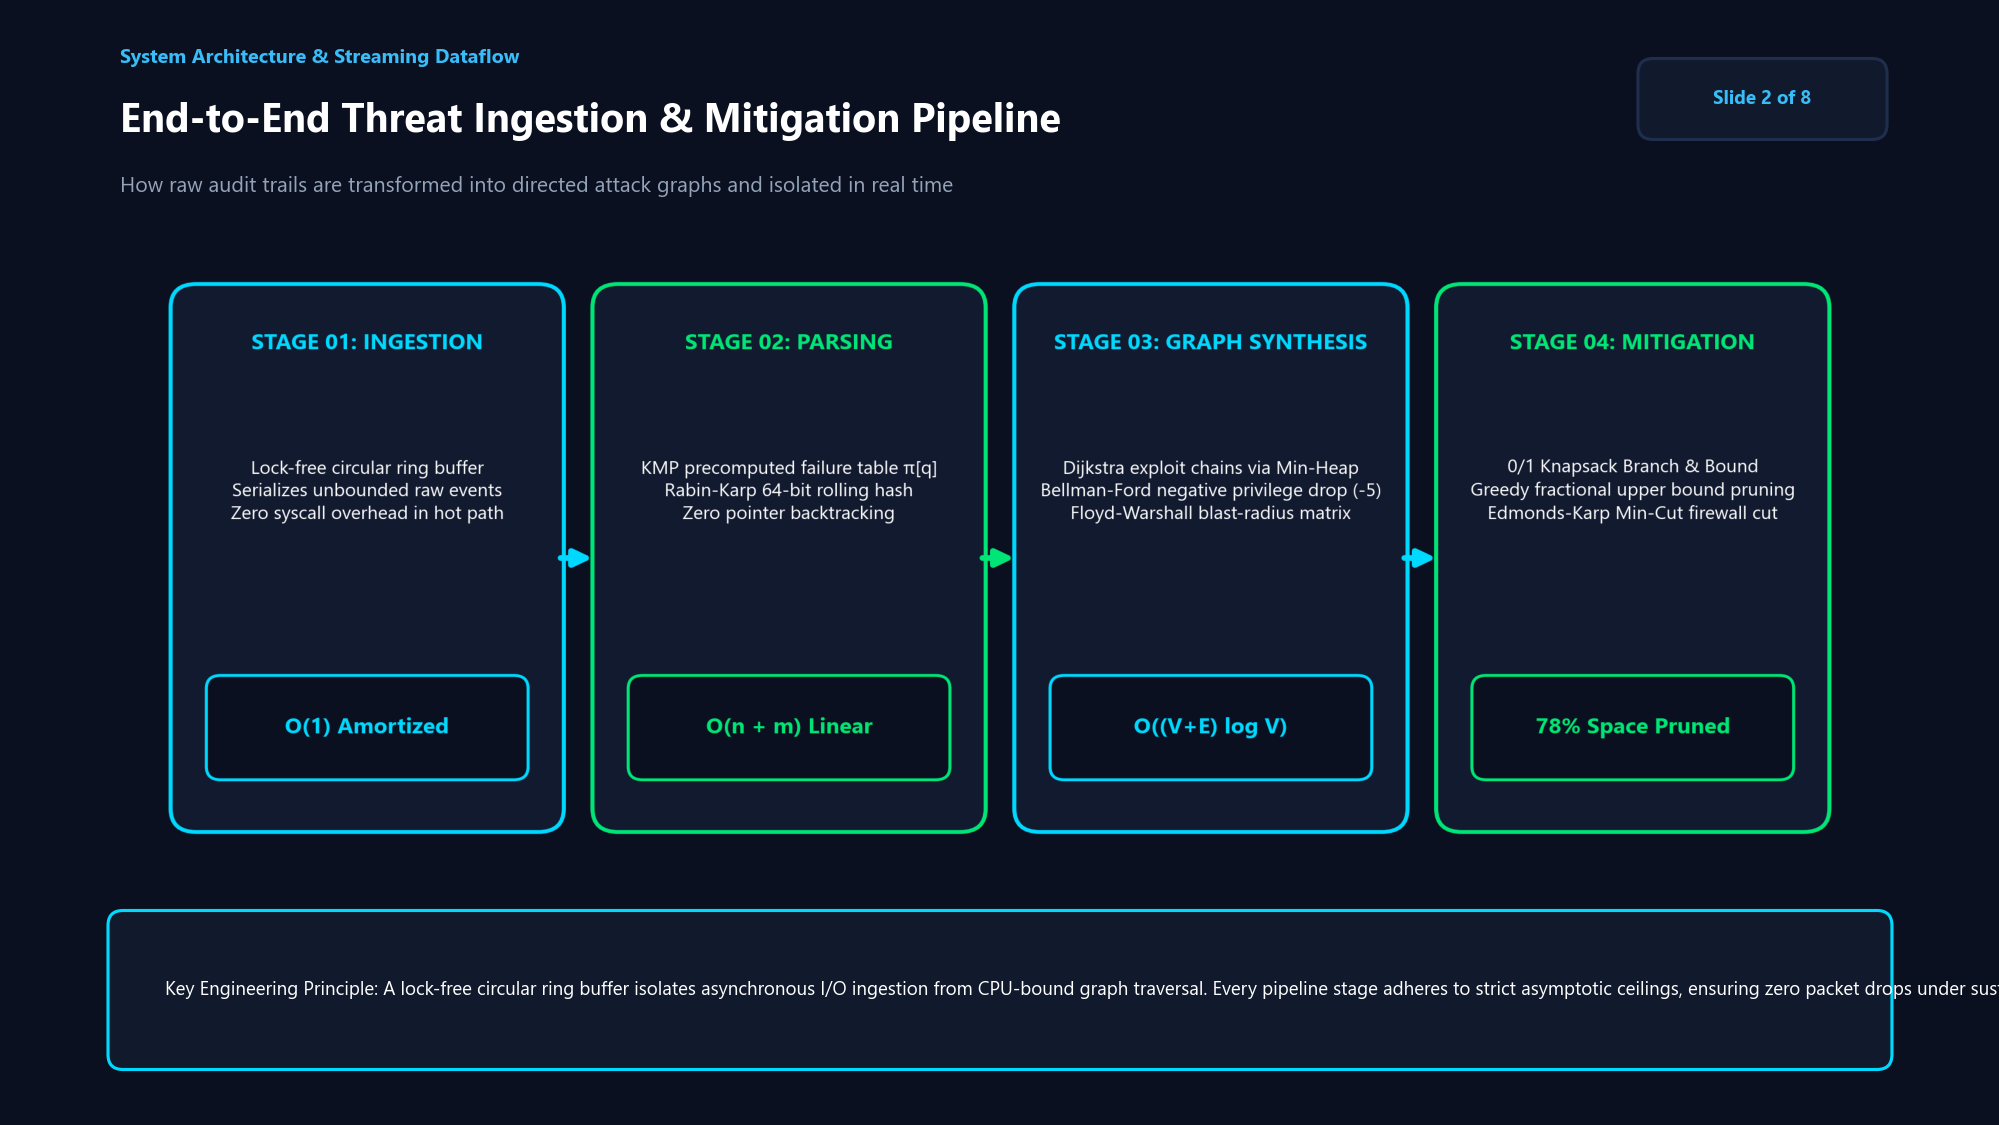 System Architecture & Streaming Dataflow
End-to-End Threat Ingestion & Mitigation Pipeline
How raw audit trails are transformed into directed attack graphs and isolated in real time
Slide 2 of 8
STAGE 01: INGESTION
Lock-free circular ring buffer
Serializes unbounded raw events
Zero syscall overhead in hot path
O(1) Amortized
STAGE 02: PARSING
KMP precomputed failure table π[q]
Rabin-Karp 64-bit rolling hash
Zero pointer backtracking
O(n + m) Linear
STAGE 03: GRAPH SYNTHESIS
Dijkstra exploit chains via Min-Heap
Bellman-Ford negative privilege drop (-5)
Floyd-Warshall blast-radius matrix
O((V+E) log V)
STAGE 04: MITIGATION
0/1 Knapsack Branch & Bound
Greedy fractional upper bound pruning
Edmonds-Karp Min-Cut firewall cut
78% Space Pruned
Key Engineering Principle: A lock-free circular ring buffer isolates asynchronous I/O ingestion from CPU-bound graph traversal. Every pipeline stage adheres to strict asymptotic ceilings, ensuring zero packet drops under